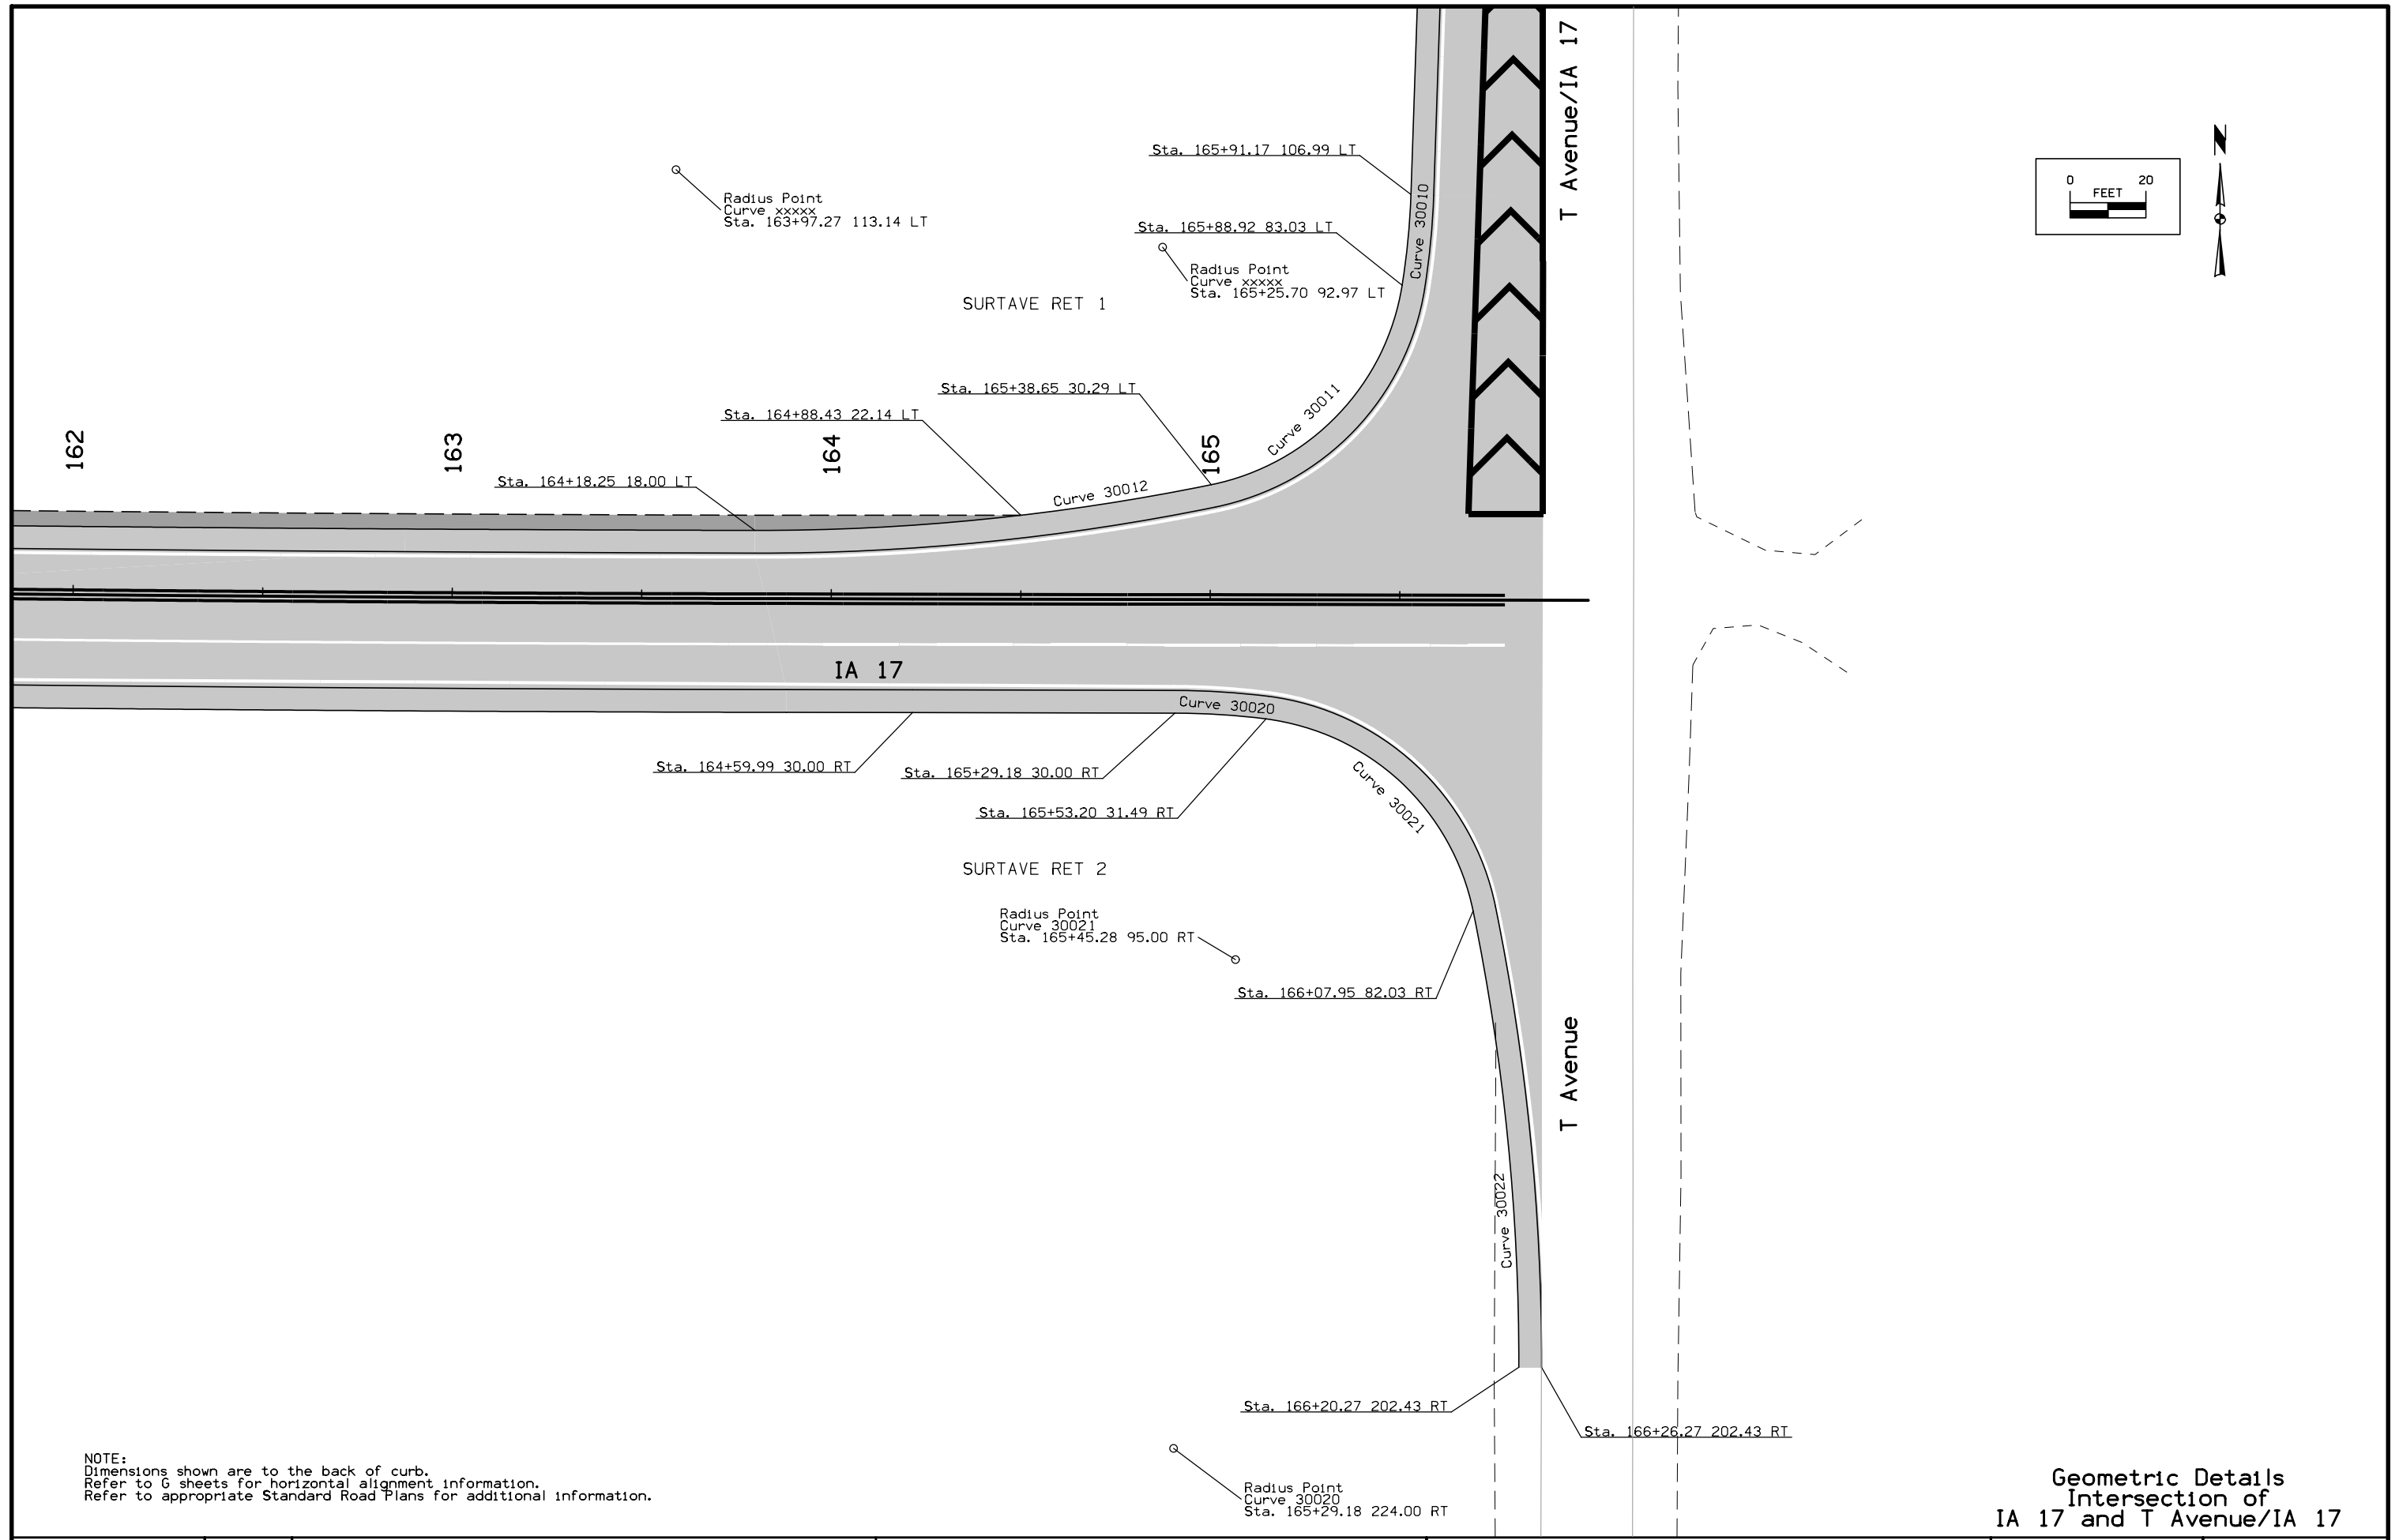 T Avenue/IA 17
N
0 20
FEET
Sta. 165+91.17 106.99 LT
Radius Point
Curve xxxxx
Sta. 163+97.27 113.14 LT
Sta. 165+88.92 83.03 LT
Curve 30010
Radius Point
Curve xxxxx
Sta. 165+25.70 92.97 LT
SURTAVE RET 1
Sta. 165+38.65 30.29 LT
Curve 30011
Sta. 164+88.43 22.14 LT
162
163
164
165
Sta. 164+18.25 18.00 LT
Curve 30012
IA 17
Curve 30020
Sta. 164+59.99 30.00 RT
Sta. 165+29.18 30.00 RT
Curve 30021
Sta. 165+53.20 31.49 RT
SURTAVE RET 2
Radius Point
Curve 30021
Sta. 165+45.28 95.00 RT
Sta. 166+07.95 82.03 RT
T Avenue
Curve 30022
Sta. 166+20.27 202.43 RT
Sta. 166+26.27 202.43 RT
NOTE:
Dimensions shown are to the back of curb.
Refer to G sheets for horizontal alignment information.
Refer to appropriate Standard Road Plans for additional information.
Radius Point
Curve 30020
Sta. 165+29.18 224.00 RT
Geometric Details
Intersection of
IA 17 and T Avenue/IA 17